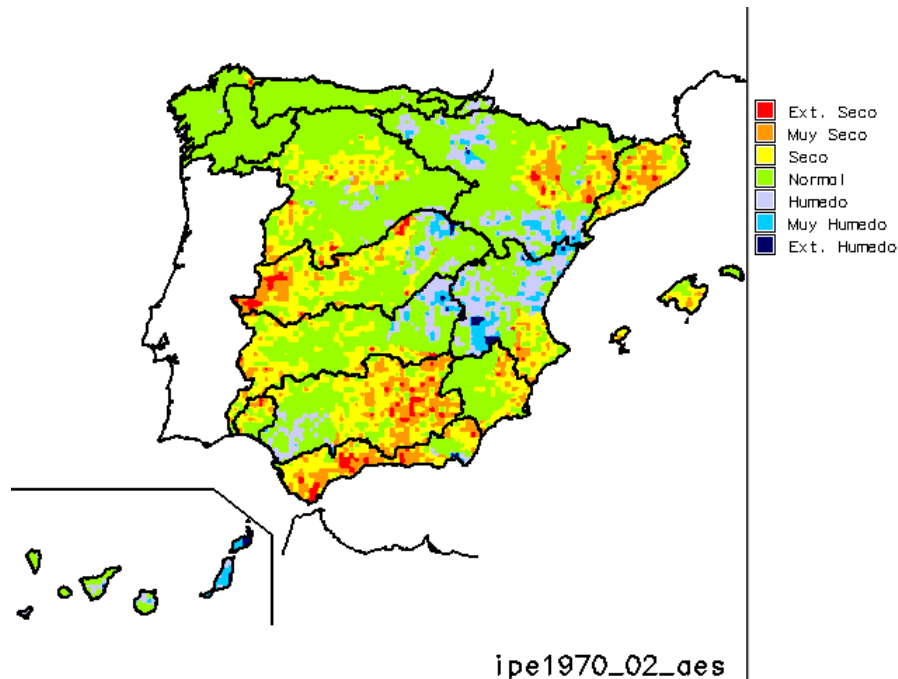 Ext. Seco
Muy Seco
Seco
Normal
Humedo
Muy Humedo
Ext. Humedo
ipe1970_02_aes